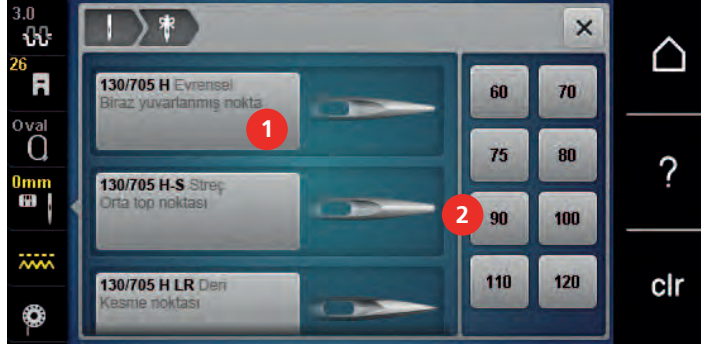 3.0
26
Oval
0mm
130/705 H Evrensel
Biraz yuvarlanmış nokta
1
130/705 H-S Streç
Orta top noktası
2
130/705 H LR Deri
Kesme noktası
60 70
75 80
90 100
110 120
?
clr